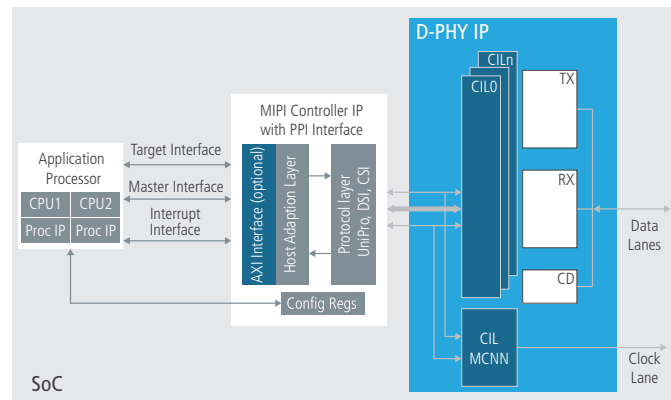 D-PHY IP
CILn
CIL0
TX
RX
CD
MIPI Controller IP
with PPI Interface
Target Interface
Application
Processor
Master Interface
CPU1
CPU2
Interrupt
Interface
Proc IP
Proc IP
AXI Interface (optional)
Host Adaption Layer
Protocol layer
UniPro, DSI, CSI
Config Regs
Data
Lanes
CIL
MCNN
Clock
Lane
SoC